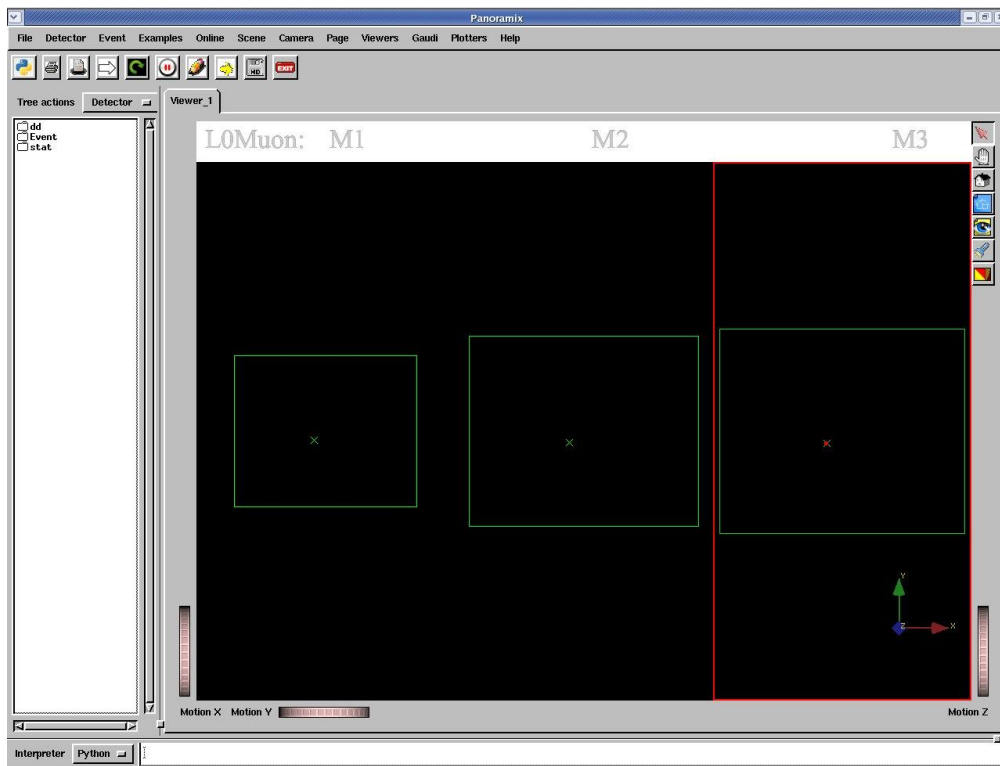 Panoramix
File Detector Event Examples Online Scene Camera Page Viewers Gaudi Plotters Help
HD
EXIT
Tree actions Detector
Viewer_1
dd
Event
stat
L0Muon: M1 M2 M3
Y
Z X
Motion X Motion Y Motion Z
Interpreter Python